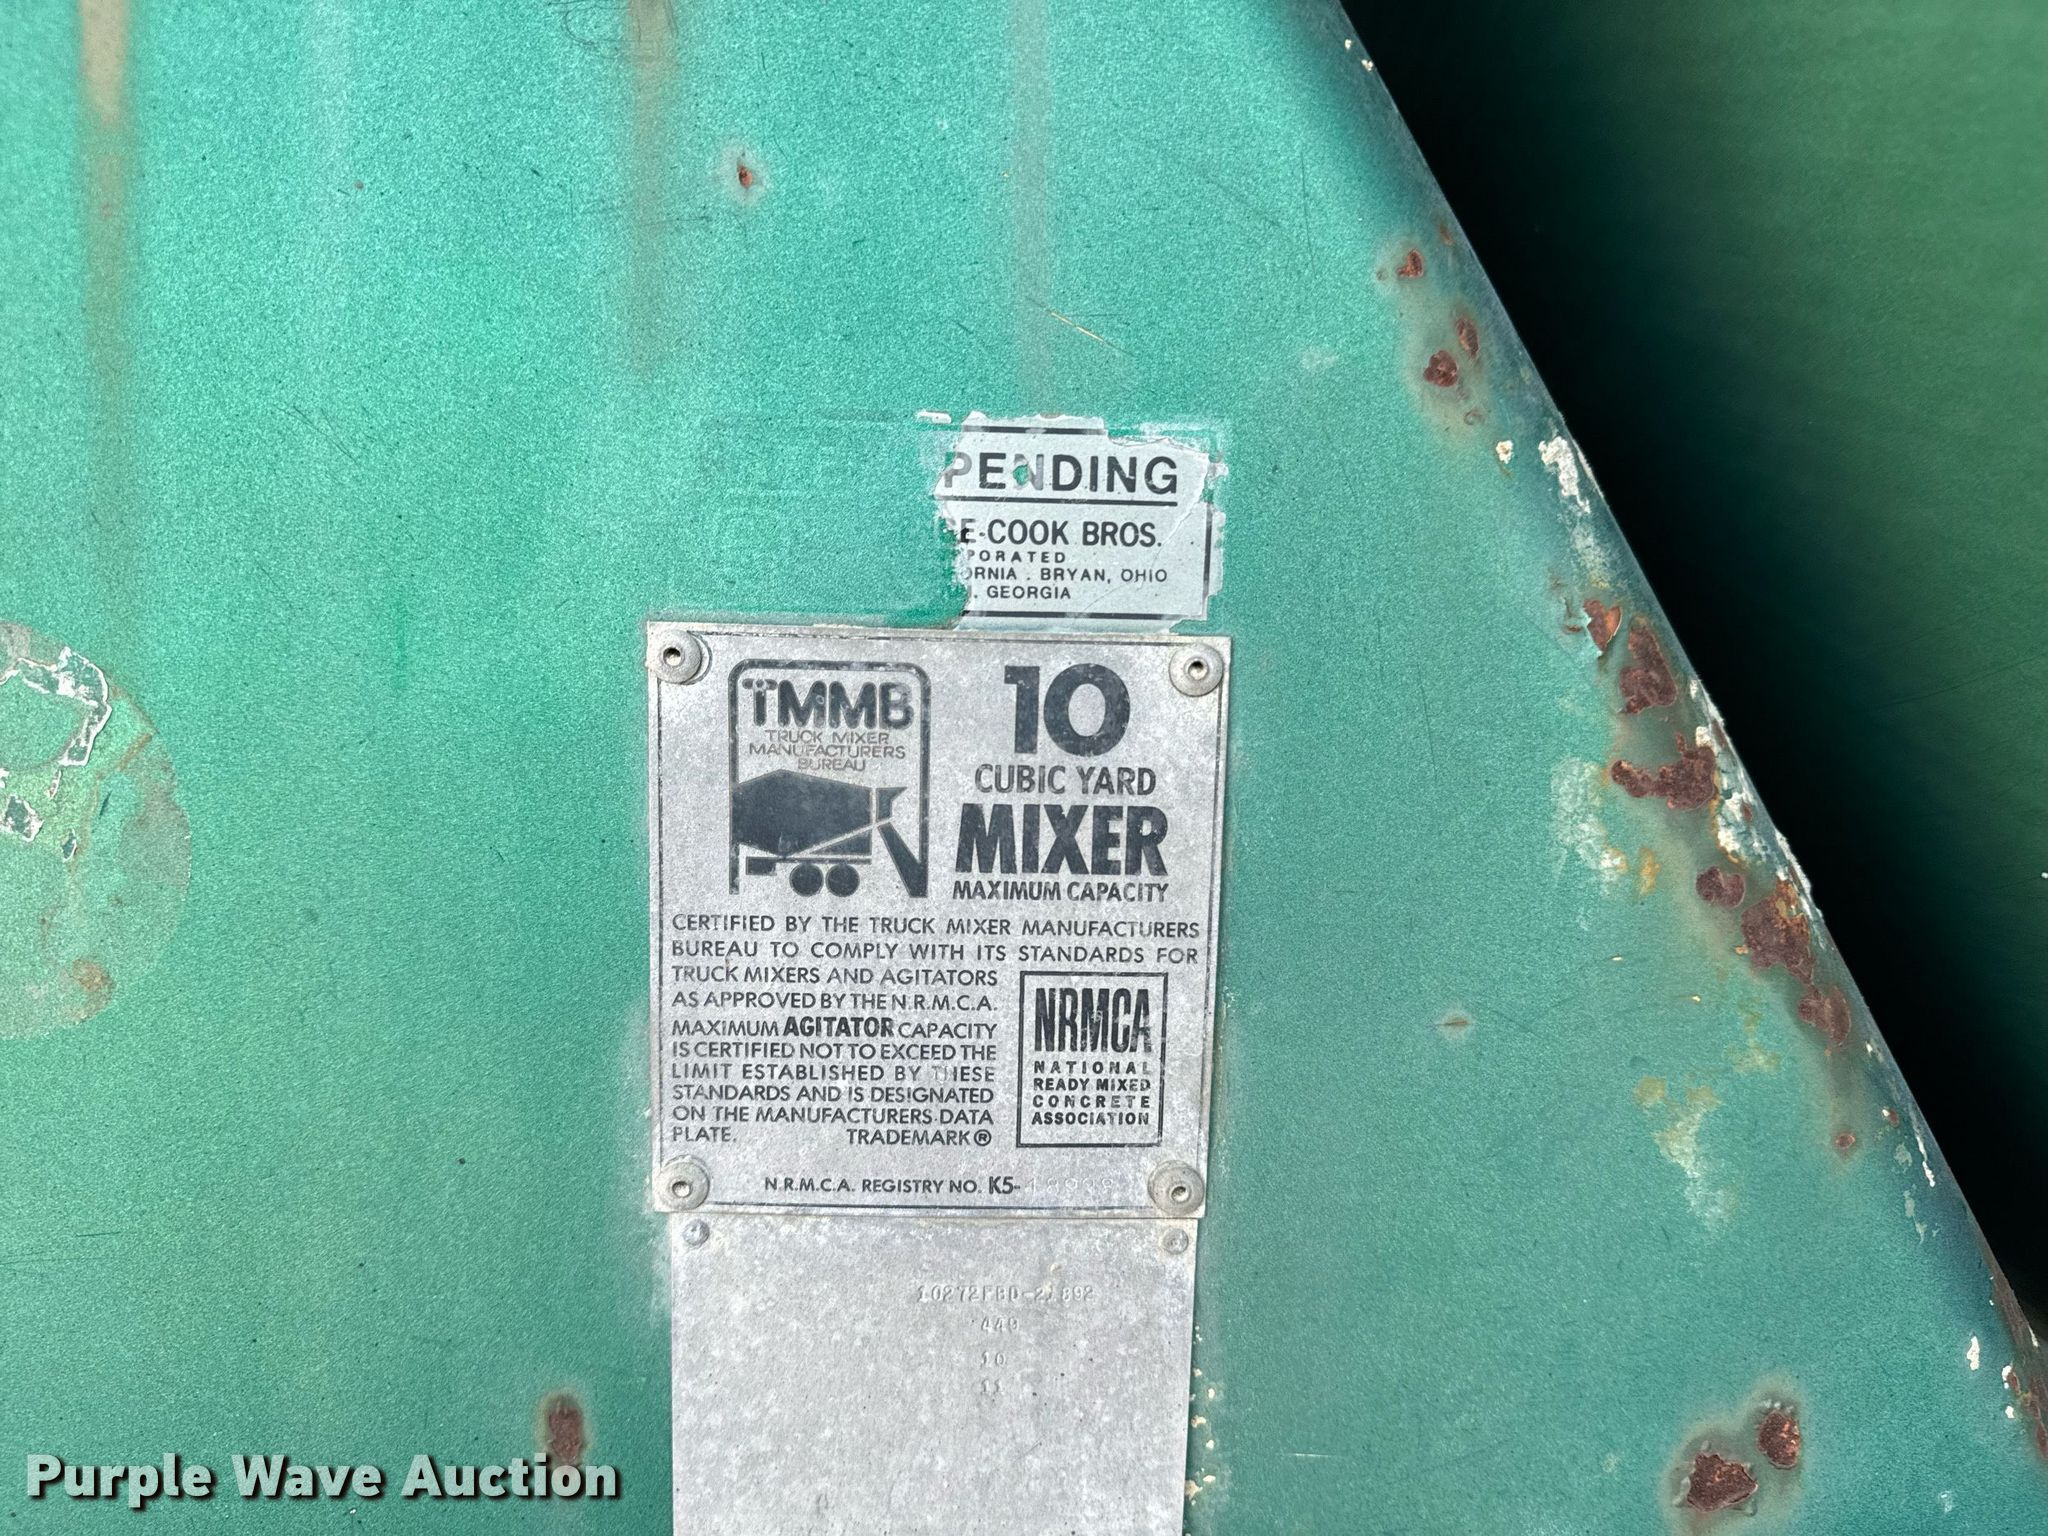 PENDING
E-COOK BROS.
PORATED
ORNIA . BRYAN, OHIO
. GEORGIA
TMMB
TRUCK MIXER
MANUFACTURERS
BUREAU
10
CUBIC YARD
MIXER
MAXIMUM CAPACITY
CERTIFIED BY THE TRUCK MIXER MANUFACTURERS
BUREAU TO COMPLY WITH ITS STANDARDS FOR
TRUCK MIXERS AND AGITATORS
AS APPROVED BY THE N.R.M.C.A.
MAXIMUM AGITATOR CAPACITY
IS CERTIFIED NOT TO EXCEED THE
LIMIT ESTABLISHED BY THESE
STANDARDS AND IS DESIGNATED
ON THE MANUFACTURERS DATA
PLATE. TRADEMARK®
NRMCA
NATIONAL
READY MIXED
CONCRETE
ASSOCIATION
N.R.M.C.A. REGISTRY NO. K5-
10272FBD-21892
449
10
11
Purple Wave Auction